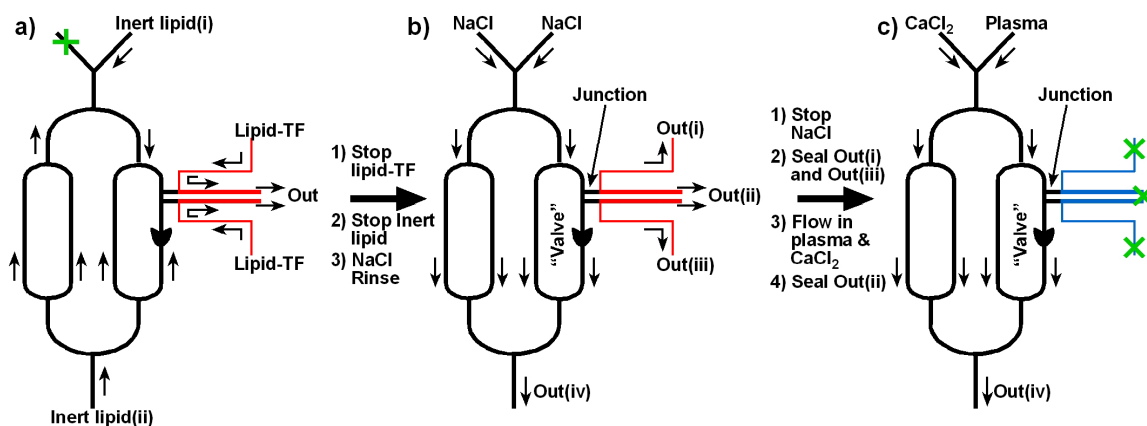 a)
Inert lipid(i)
Lipid-TF
Out
Lipid-TF
Inert lipid(ii)
1) Stop
lipid-TF
2) Stop Inert
lipid
3) NaCl
Rinse
b)
NaCl
NaCl
Junction
Out(i)
Out(ii)
"Valve"
Out(iii)
Out(iv)
1) Stop
NaCl
2) Seal Out(i)
and Out(iii)
3) Flow in
plasma &
CaCl₂
4) Seal Out(ii)
c)
CaCl₂
Plasma
Junction
"Valve"
Out(iv)